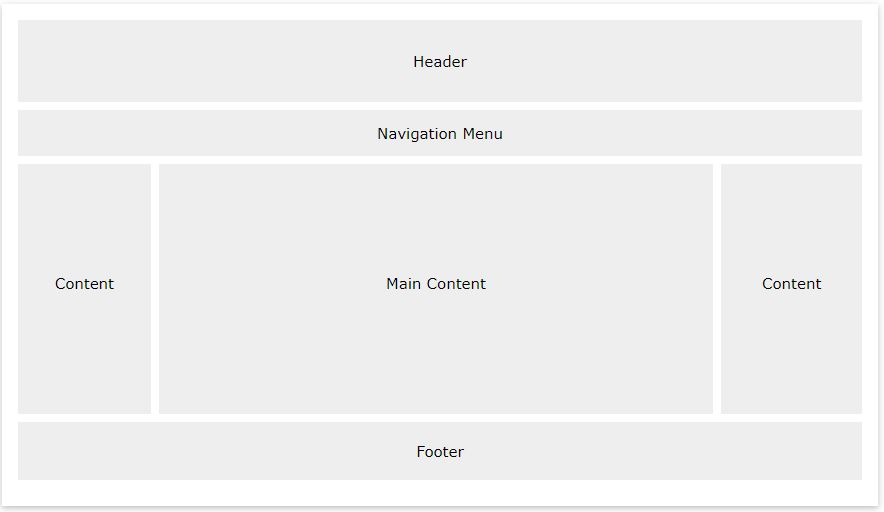 Header
Navigation Menu
Content
Main Content
Content
Footer